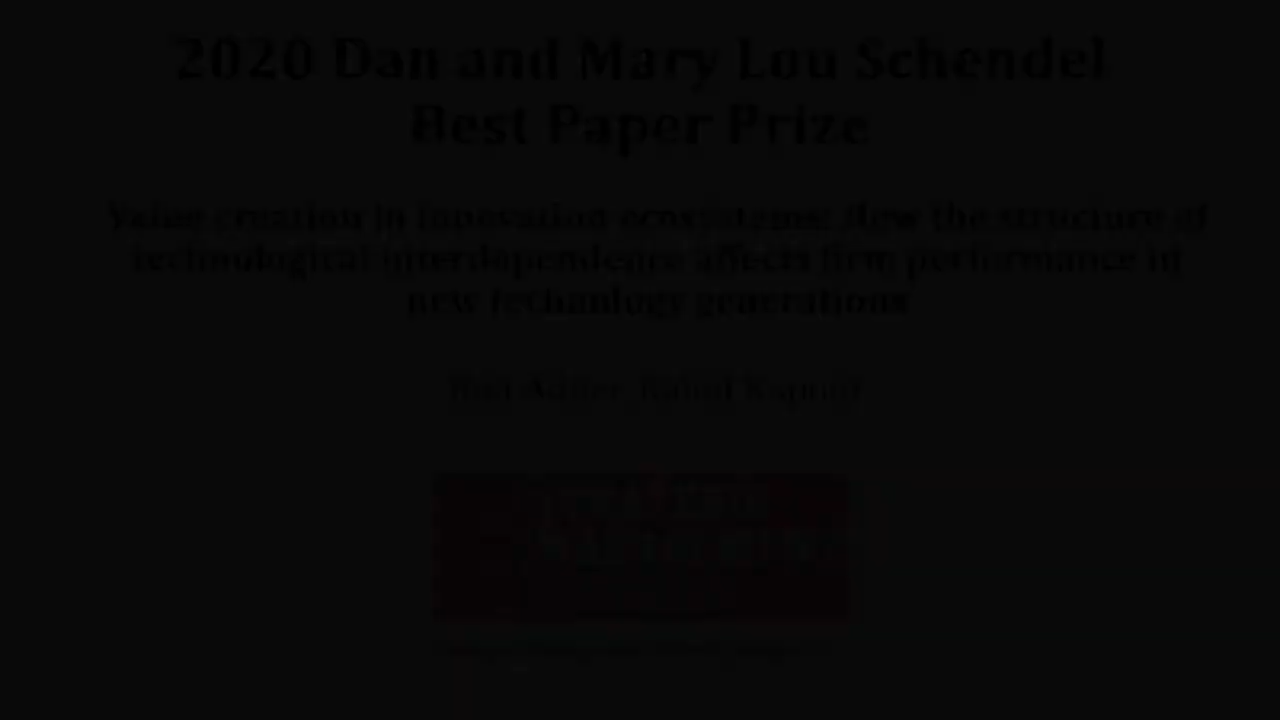 2020 Dan and Mary Lou Schendel
Best Paper Prize
Value creation in innovation ecosystems: How the structure of
technological interdependence affects firm performance in
new technology generations
Ron Adner, Rahul Kapoor